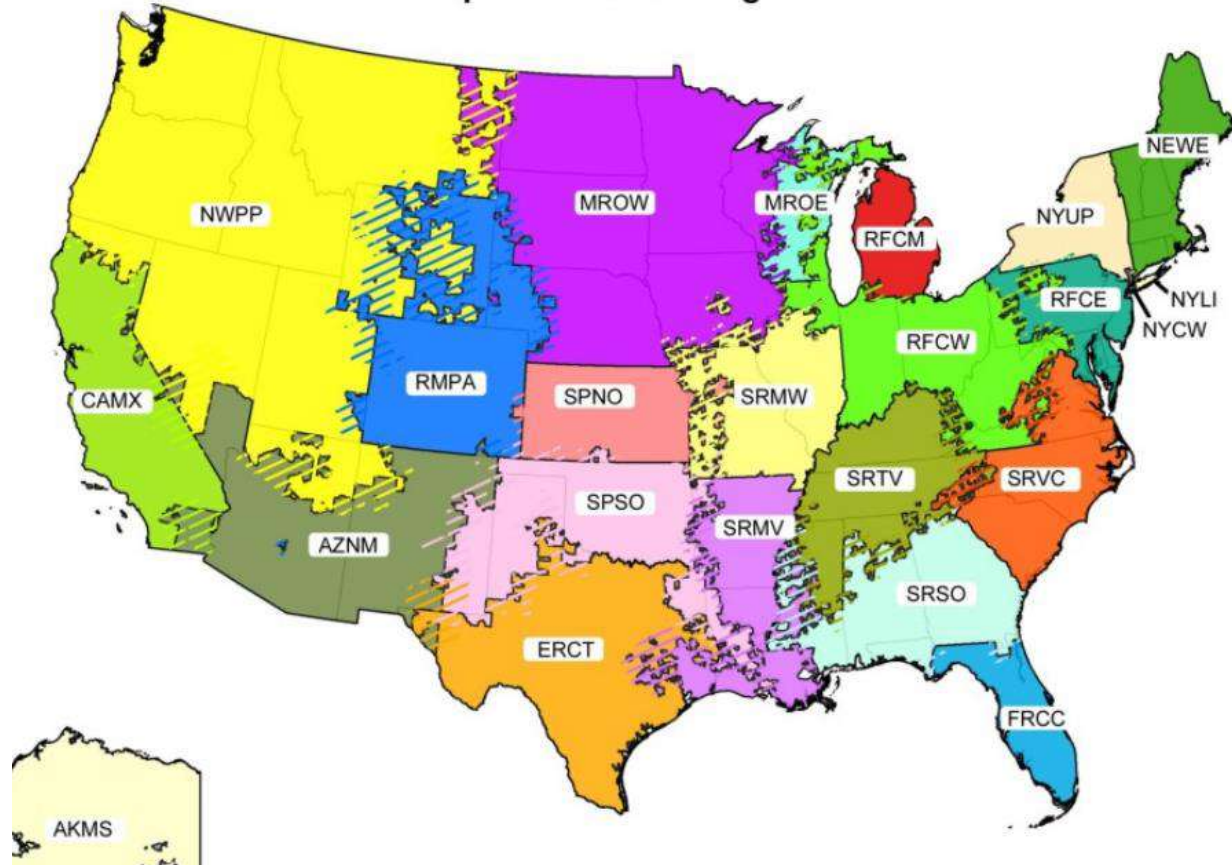 NEWE
NWPP
MROW
MROE
NYUP
RFCM
RFCE
NYLI
NYCW
RFCW
RMPA
SPNO
SRMW
CAMX
SRTV
SRVC
SPSO
SRMV
AZNM
SRSO
ERCT
FRCC
AKMS